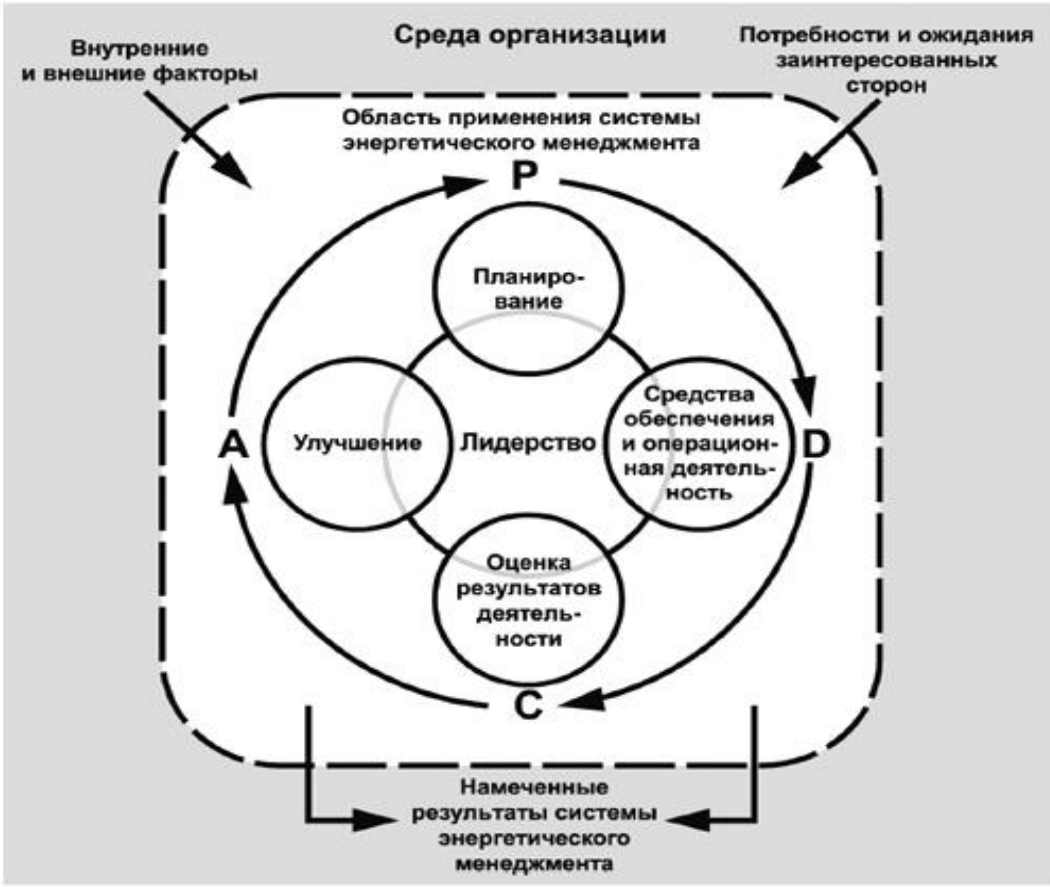 Среда организации
Внутренние
и внешние факторы
Потребности и ожидания
заинтересованных
сторон
Область применения системы
энергетического менеджмента
P
Планиро-
вание
A
Улучшение
Лидерство
Средства
обеспечения
и операцион-
ная деятель-
ность
D
Оценка
результатов
деятель-
ности
C
Намеченные
результаты системы
энергетического
менеджмента